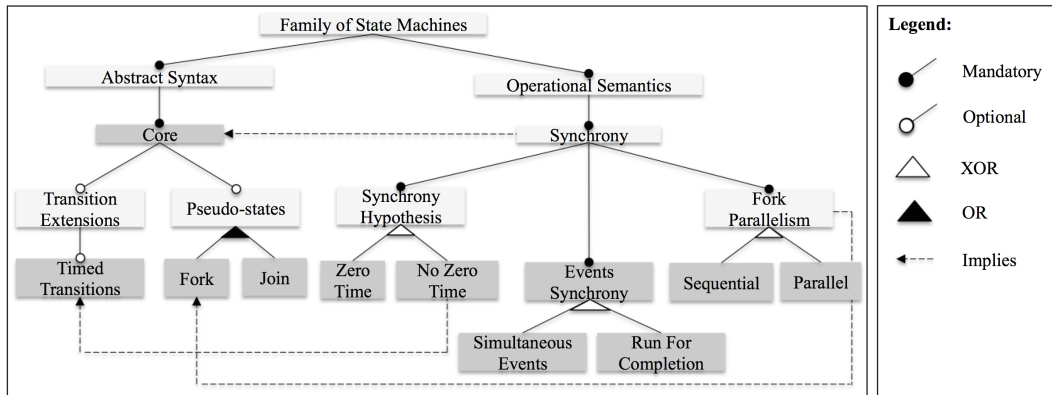 Family of State Machines
Legend:
Abstract Syntax
Operational Semantics
Mandatory
Core
Synchrony
Optional
Transition
Extensions
Pseudo-states
Synchrony
Hypothesis
Fork
Parallelism
XOR
OR
Timed
Transitions
Fork
Join
Zero
Time
No Zero
Time
Events
Synchrony
Sequential
Parallel
Implies
Simultaneous
Events
Run For
Completion